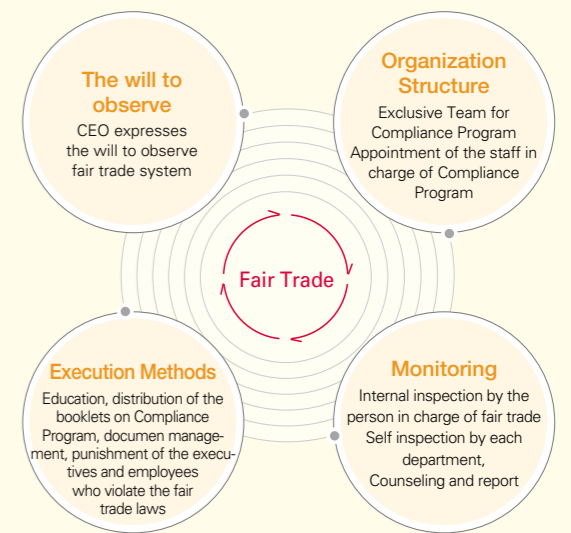 The will to
observe
CEO expresses
the will to observe
fair trade system
Organization
Structure
Exclusive Team for
Compliance Program
Appointment of the staff in
charge of Compliance
Program
Fair Trade
Execution Methods
Education, distribution of the
booklets on Compliance
Program, documen manage-
ment, punishment of the execu-
tives and employees
who violate the fair
trade laws
Monitoring
Internal inspection by the
person in charge of fair trade
Self inspection by each
department,
Counseling and report